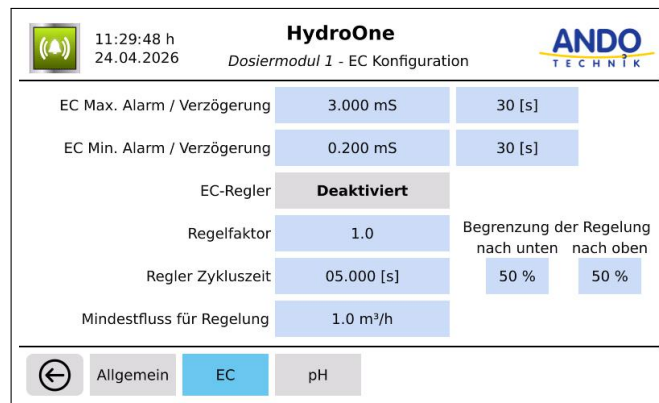 11:29:48 h
24.04.2026
HydroOne
Dosiermodul 1 - EC Konfiguration
ANDO
TECHNIK
EC Max. Alarm / Verzögerung 3.000 mS 30 [s]
EC Min. Alarm / Verzögerung 0.200 mS 30 [s]
EC-Regler Deaktiviert
Regelfaktor 1.0
Begrenzung der Regelung
nach unten nach oben
Regler Zykluszeit 05.000 [s] 50 % 50 %
Mindestfluss für Regelung 1.0 m³/h
Allgemein EC pH